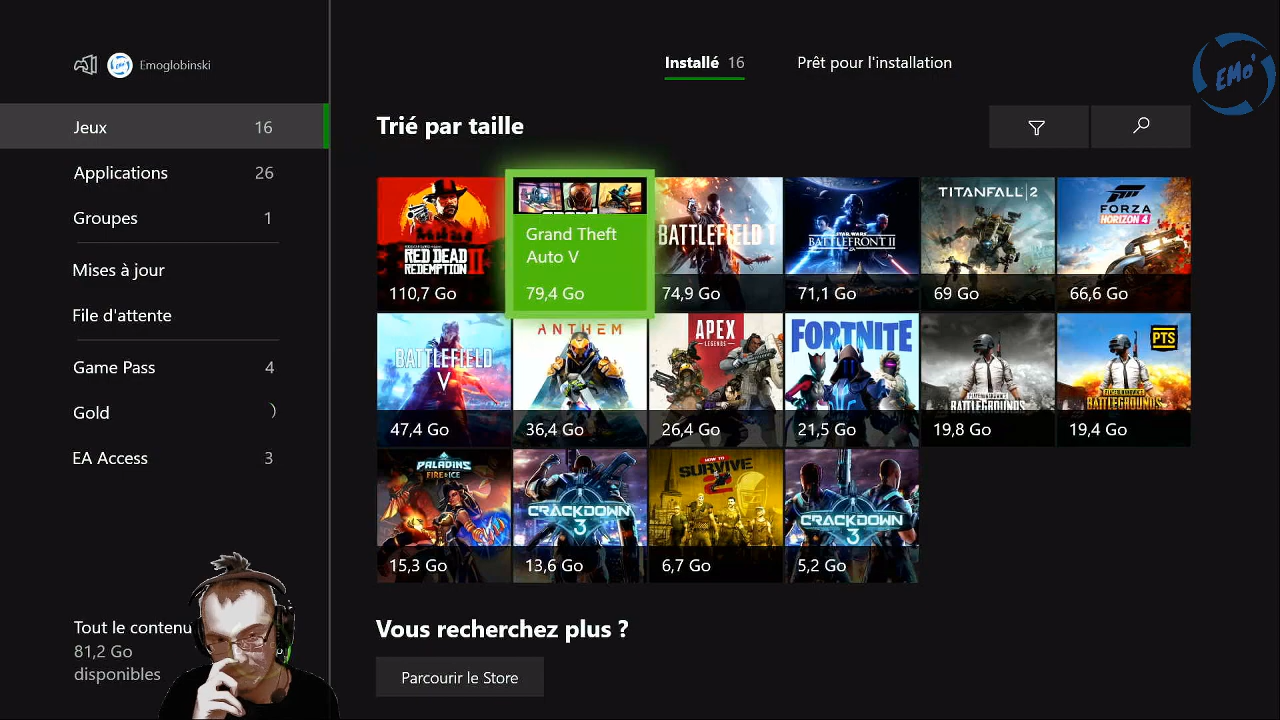 Emoglobinski
Installé 16
Prêt pour l'installation
EMo'
Jeux 16
Applications 26
Groupes 1
Mises à jour
File d'attente
Game Pass 4
Gold
EA Access 3
Trié par taille
RED DEAD
REDEMPTION II
110,7 Go
Grand Theft
Auto V
79,4 Go
BATTLEFIELD 1
74,9 Go
STAR WARS
BATTLEFRONT II
71,1 Go
TITANFALL 2
69 Go
FORZA
HORIZON 4
66,6 Go
BATTLEFIELD
V
47,4 Go
ANTHEM
36,4 Go
APEX
LEGENDS
26,4 Go
FORTNITE
21,5 Go
BATTLEGROUNDS
19,8 Go
PTS
BATTLEGROUNDS
19,4 Go
PALADINS
FIRE & ICE
15,3 Go
CRACKDOWN
3
13,6 Go
HOW TO
SURVIVE
2
6,7 Go
CRACKDOWN
3
5,2 Go
Tout le contenu
81,2 Go
disponibles
Vous recherchez plus ?
Parcourir le Store